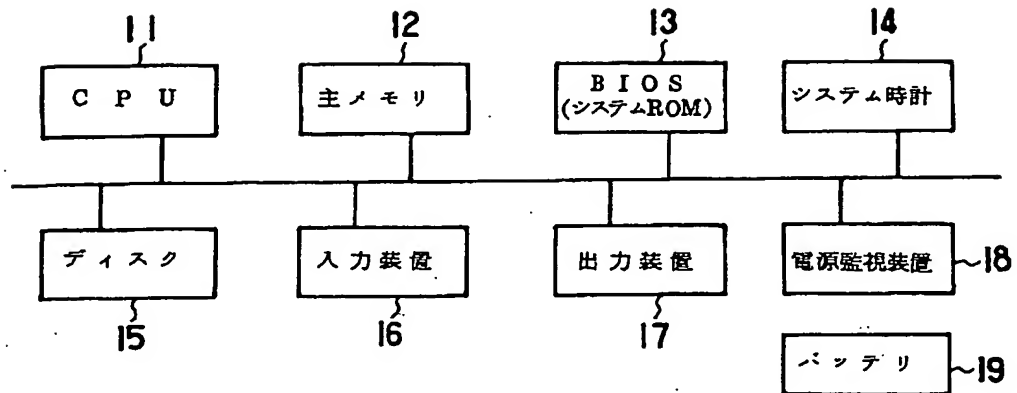 11
12
13
14
CPU
主メモリ
BIOS
(システムROM)
システム時計
ディスク
入力装置
出力装置
電源監視装置
18
15
16
17
バッテリ
19